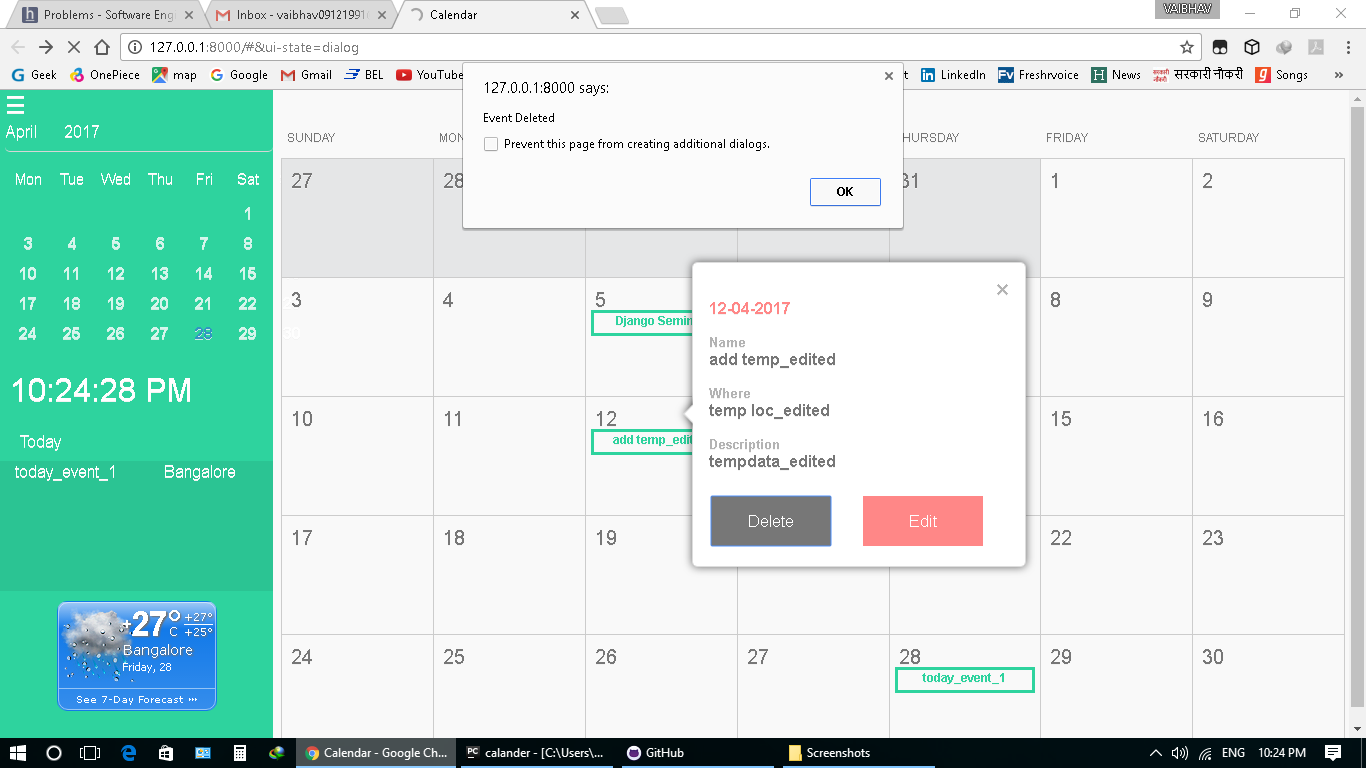 Problems - Software Eng
Inbox - vaibhav09121991
Calendar
VAIBHAV
127.0.0.1:8000/#&ui-state=dialog
Geek
OnePiece
map
Google
Gmail
BEL
YouTube
LinkedIn
Freshrvoice
News
सरकारी नौकरी
Songs
»
127.0.0.1:8000 says:
Event Deleted
Prevent this page from creating additional dialogs.
OK
April 2017
Mon Tue Wed Thu Fri Sat
1
3 4 5 6 7 8
10 11 12 13 14 15
17 18 19 20 21 22
24 25 26 27 28 29 30
10:24:28 PM
Today
today_event_1 Bangalore
+27° C +27° +25°
Bangalore
Friday, 28
See 7-Day Forecast
SUNDAY MON HURSDAY FRIDAY SATURDAY
27 28 31 1 2
3 4 5 8 9
Django Semin
10 11 12 15 16
add temp_edit
17 18 19 22 23
24 25 26 27 28 29 30
today_event_1
12-04-2017
Name
add temp_edited
Where
temp loc_edited
Description
tempdata_edited
Delete Edit
Calendar - Google Ch...
calander - [C:\Users\...
GitHub
Screenshots
ENG
10:24 PM